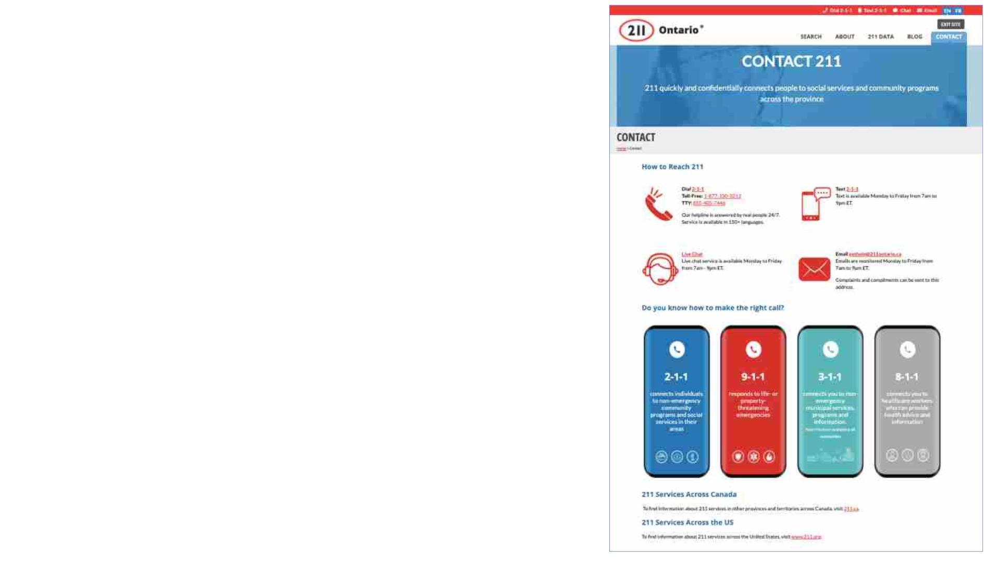 Dial 2-1-1 Text 2-1-1 Chat Email EN FR
EXIT SITE
211 Ontario®
SEARCH ABOUT 211 DATA BLOG CONTACT
CONTACT 211
211 quickly and confidentially connects people to social services and community programs
across the province
CONTACT
Home > Contact
How to Reach 211
Dial 2-1-1
Toll-Free: 1-877-330-3213
TTY: 855-405-7446
Our helpline is answered by real people 24/7.
Service is available in 150+ languages.
Text 2-1-1
Text is available Monday to Friday from 7am to
9pm ET.
Live Chat
Live chat service is available Monday to Friday
from 7am - 9pm ET.
Email
Emails are monitored Monday to Friday from
7am to 9pm ET.
Complaints and compliments can be sent to this
address.
Do you know how to make the right call?
2-1-1
connects individuals
to non-emergency
community
programs and social
services in their
areas
9-1-1
responds to life- or
property-
threatening
emergencies
3-1-1
connects you to non-
emergency
municipal services,
programs and
information.
8-1-1
connects you to
healthcare workers
who can provide
health advice and
information
211 Services Across Canada
To find information about 211 services in other provinces and territories across Canada, visit 211.ca.
211 Services Across the US
To find information about 211 services across the United States, visit www.211.org.